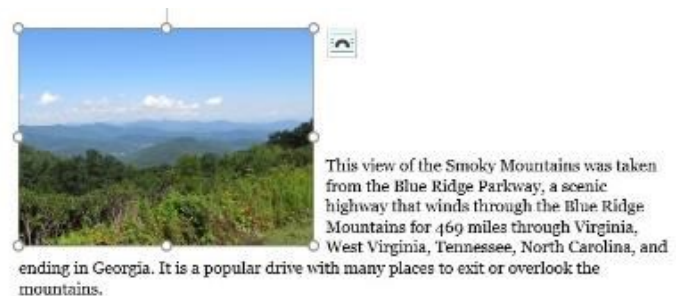 This view of the Smoky Mountains was taken
from the Blue Ridge Parkway, a scenic
highway that winds through the Blue Ridge
Mountains for 469 miles through Virginia,
West Virginia, Tennessee, North Carolina, and
ending in Georgia. It is a popular drive with many places to exit or overlook the
mountains.